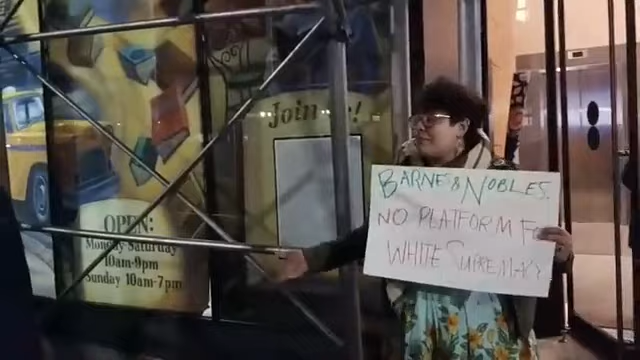 Join
OPEN:
Monday Saturday
10am-9pm
Sunday 10am-7pm
BARNES & NOBLES.
NO PLATFORM
WHITE SUPREMACY